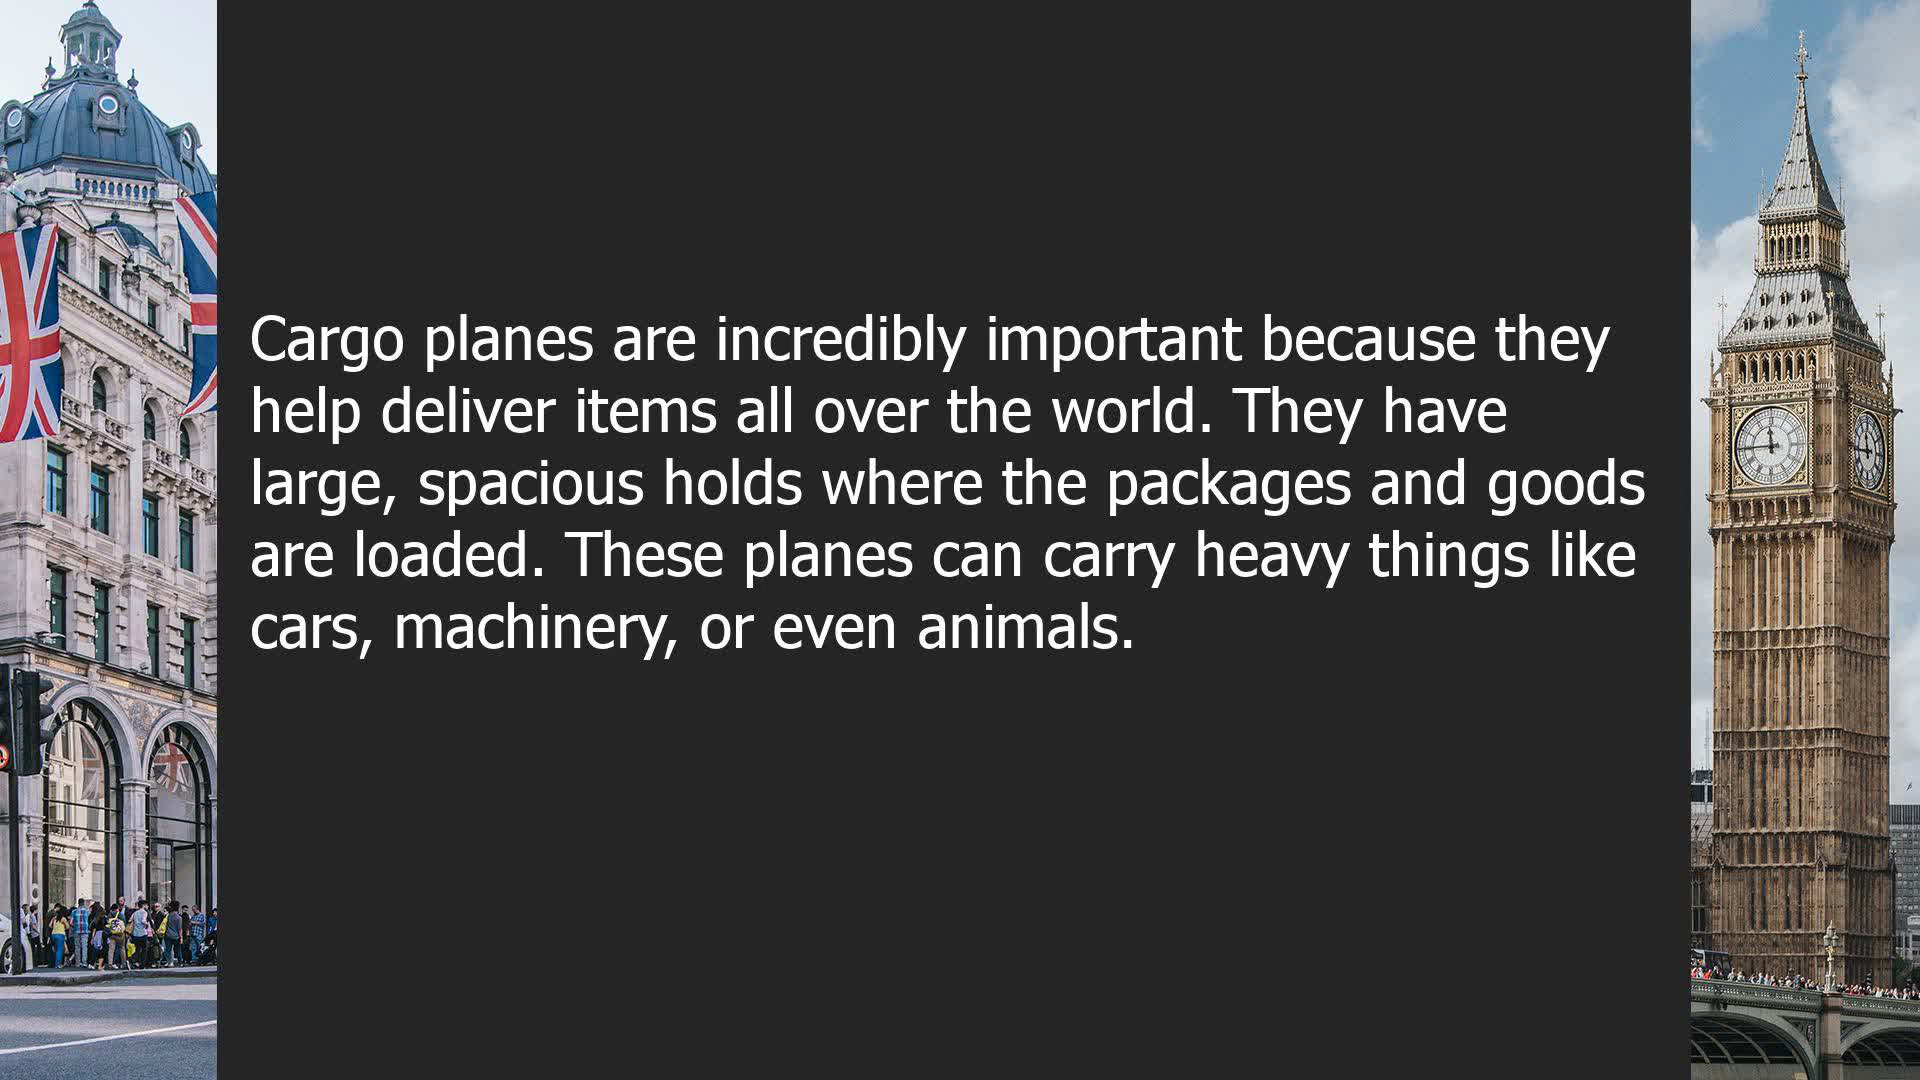 Cargo planes are incredibly important because they
help deliver items all over the world. They have
large, spacious holds where the packages and goods
are loaded. These planes can carry heavy things like
cars, machinery, or even animals.